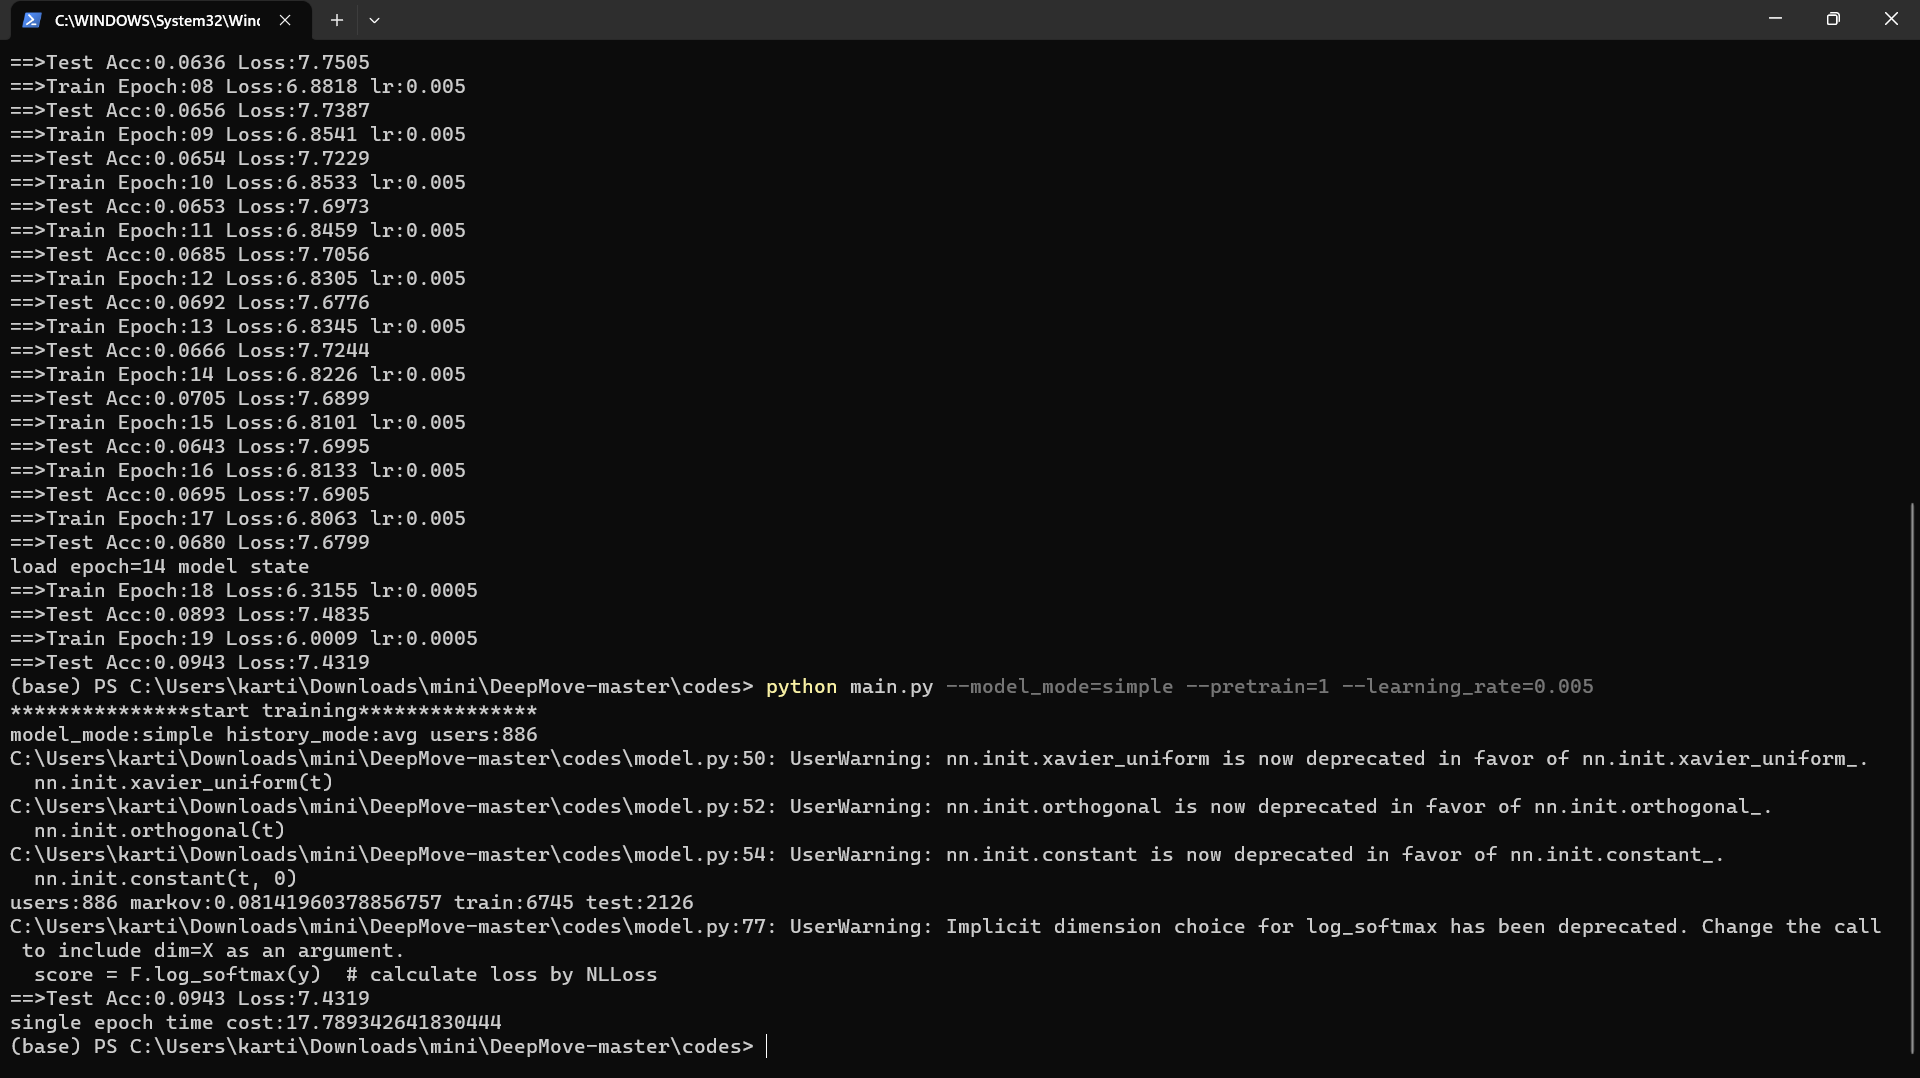 C:\WINDOWS\System32\Wind
==>Test Acc:0.0636 Loss:7.7505
==>Train Epoch:08 Loss:6.8818 lr:0.005
==>Test Acc:0.0656 Loss:7.7387
==>Train Epoch:09 Loss:6.8541 lr:0.005
==>Test Acc:0.0654 Loss:7.7229
==>Train Epoch:10 Loss:6.8533 lr:0.005
==>Test Acc:0.0653 Loss:7.6973
==>Train Epoch:11 Loss:6.8459 lr:0.005
==>Test Acc:0.0685 Loss:7.7056
==>Train Epoch:12 Loss:6.8305 lr:0.005
==>Test Acc:0.0692 Loss:7.6776
==>Train Epoch:13 Loss:6.8345 lr:0.005
==>Test Acc:0.0666 Loss:7.7244
==>Train Epoch:14 Loss:6.8226 lr:0.005
==>Test Acc:0.0705 Loss:7.6899
==>Train Epoch:15 Loss:6.8101 lr:0.005
==>Test Acc:0.0643 Loss:7.6995
==>Train Epoch:16 Loss:6.8133 lr:0.005
==>Test Acc:0.0695 Loss:7.6905
==>Train Epoch:17 Loss:6.8063 lr:0.005
==>Test Acc:0.0680 Loss:7.6799
load epoch=14 model state
==>Train Epoch:18 Loss:6.3155 lr:0.0005
==>Test Acc:0.0893 Loss:7.4835
==>Train Epoch:19 Loss:6.0009 lr:0.0005
==>Test Acc:0.0943 Loss:7.4319
(base) PS C:\Users\karti\Downloads\mini\DeepMove-master\codes> python main.py --model_mode=simple --pretrain=1 --learning_rate=0.005
***************start training***************
model_mode:simple history_mode:avg users:886
C:\Users\karti\Downloads\mini\DeepMove-master\codes\model.py:50: UserWarning: nn.init.xavier_uniform is now deprecated in favor of nn.init.xavier_uniform_.
  nn.init.xavier_uniform(t)
C:\Users\karti\Downloads\mini\DeepMove-master\codes\model.py:52: UserWarning: nn.init.orthogonal is now deprecated in favor of nn.init.orthogonal_.
  nn.init.orthogonal(t)
C:\Users\karti\Downloads\mini\DeepMove-master\codes\model.py:54: UserWarning: nn.init.constant is now deprecated in favor of nn.init.constant_.
  nn.init.constant(t, 0)
users:886 markov:0.08141960378856757 train:6745 test:2126
C:\Users\karti\Downloads\mini\DeepMove-master\codes\model.py:77: UserWarning: Implicit dimension choice for log_softmax has been deprecated. Change the call
 to include dim=X as an argument.
  score = F.log_softmax(y)  # calculate loss by NLLoss
==>Test Acc:0.0943 Loss:7.4319
single epoch time cost:17.789342641830444
(base) PS C:\Users\karti\Downloads\mini\DeepMove-master\codes>